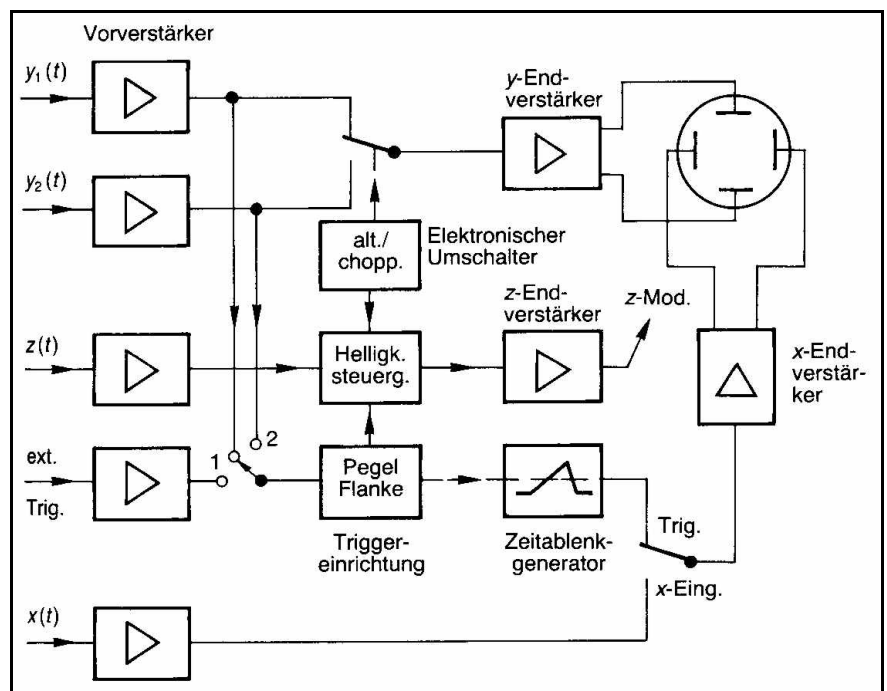 Vorverstärker
y₁(t)
y-End-
verstärker
y₂(t)
alt./
chopp.
Elektronischer
Umschalter
z-End-
verstärker
z-Mod.
z(t)
Helligk.
steuerg.
x-End-
verstär-
ker
ext.
Trig.
1
2
Pegel
Flanke
Trig.
Trigger-
einrichtung
Zeitablenk-
generator
x-Eing.
x(t)